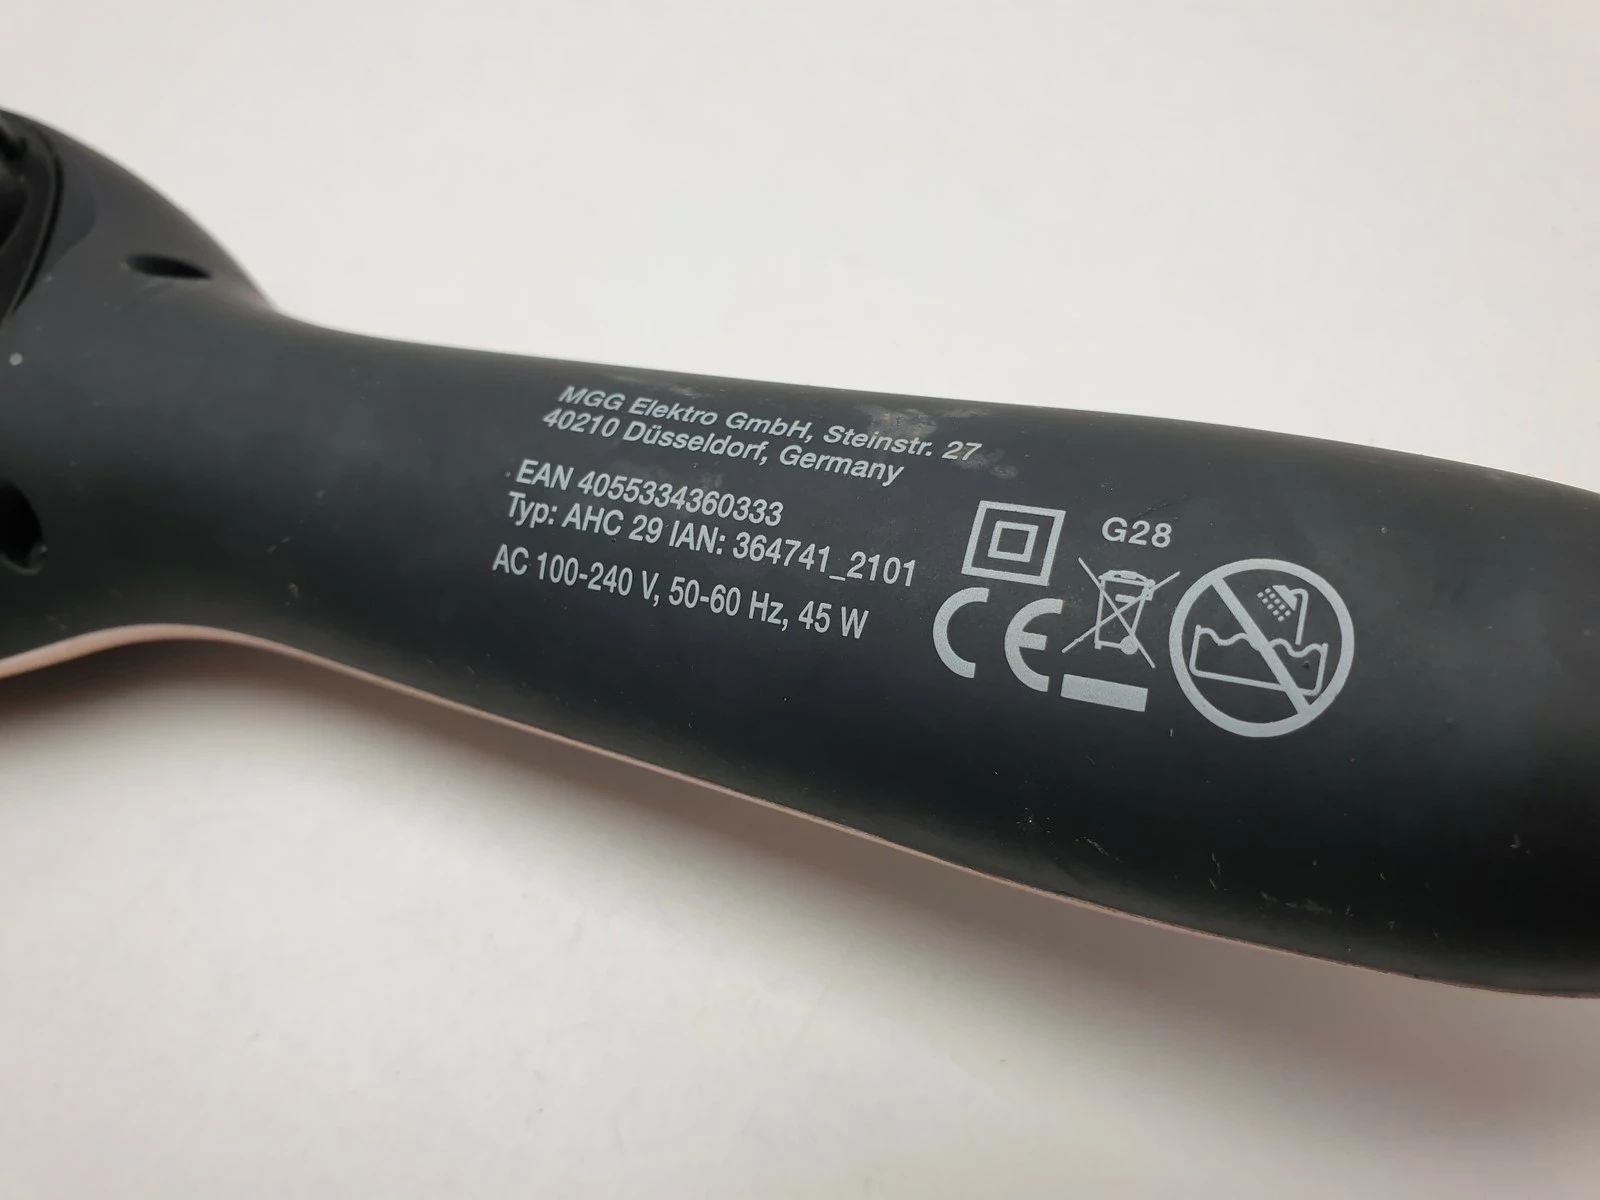 MGG Elektro GmbH, Steinstr. 27
40210 Düsseldorf, Germany
EAN 4055334360333
Typ: AHC 29 IAN: 364741_2101
AC 100-240 V, 50-60 Hz, 45 W
G28
CE